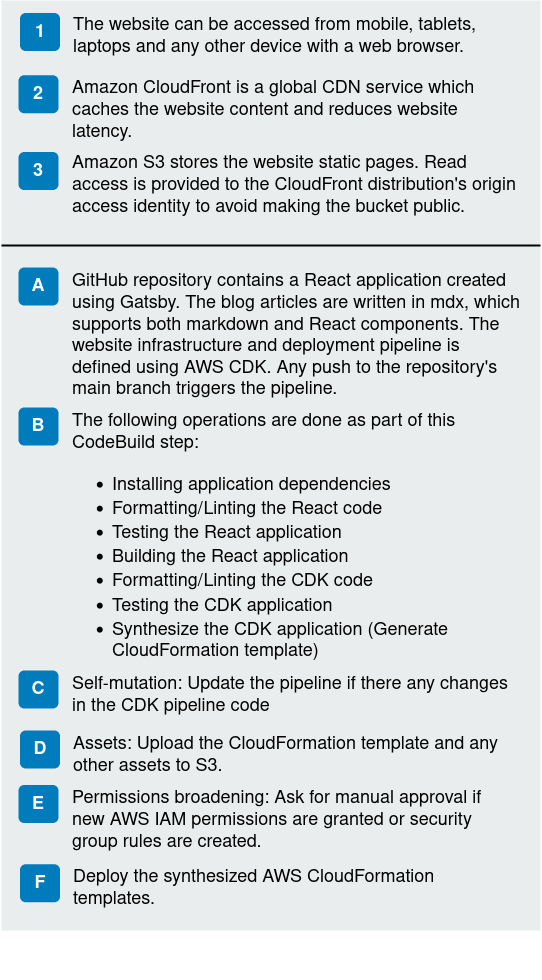 1 The website can be accessed from mobile, tablets,
laptops and any other device with a web browser.
2 Amazon CloudFront is a global CDN service which
caches the website content and reduces website
latency.
3 Amazon S3 stores the website static pages. Read
access is provided to the CloudFront distribution's origin
access identity to avoid making the bucket public.
A GitHub repository contains a React application created
using Gatsby. The blog articles are written in mdx, which
supports both markdown and React components. The
website infrastructure and deployment pipeline is
defined using AWS CDK. Any push to the repository's
main branch triggers the pipeline.
B The following operations are done as part of this
CodeBuild step:
• Installing application dependencies
• Formatting/Linting the React code
• Testing the React application
• Building the React application
• Formatting/Linting the CDK code
• Testing the CDK application
• Synthesize the CDK application (Generate
CloudFormation template)
C Self-mutation: Update the pipeline if there any changes
in the CDK pipeline code
D Assets: Upload the CloudFormation template and any
other assets to S3.
E Permissions broadening: Ask for manual approval if
new AWS IAM permissions are granted or security
group rules are created.
F Deploy the synthesized AWS CloudFormation
templates.